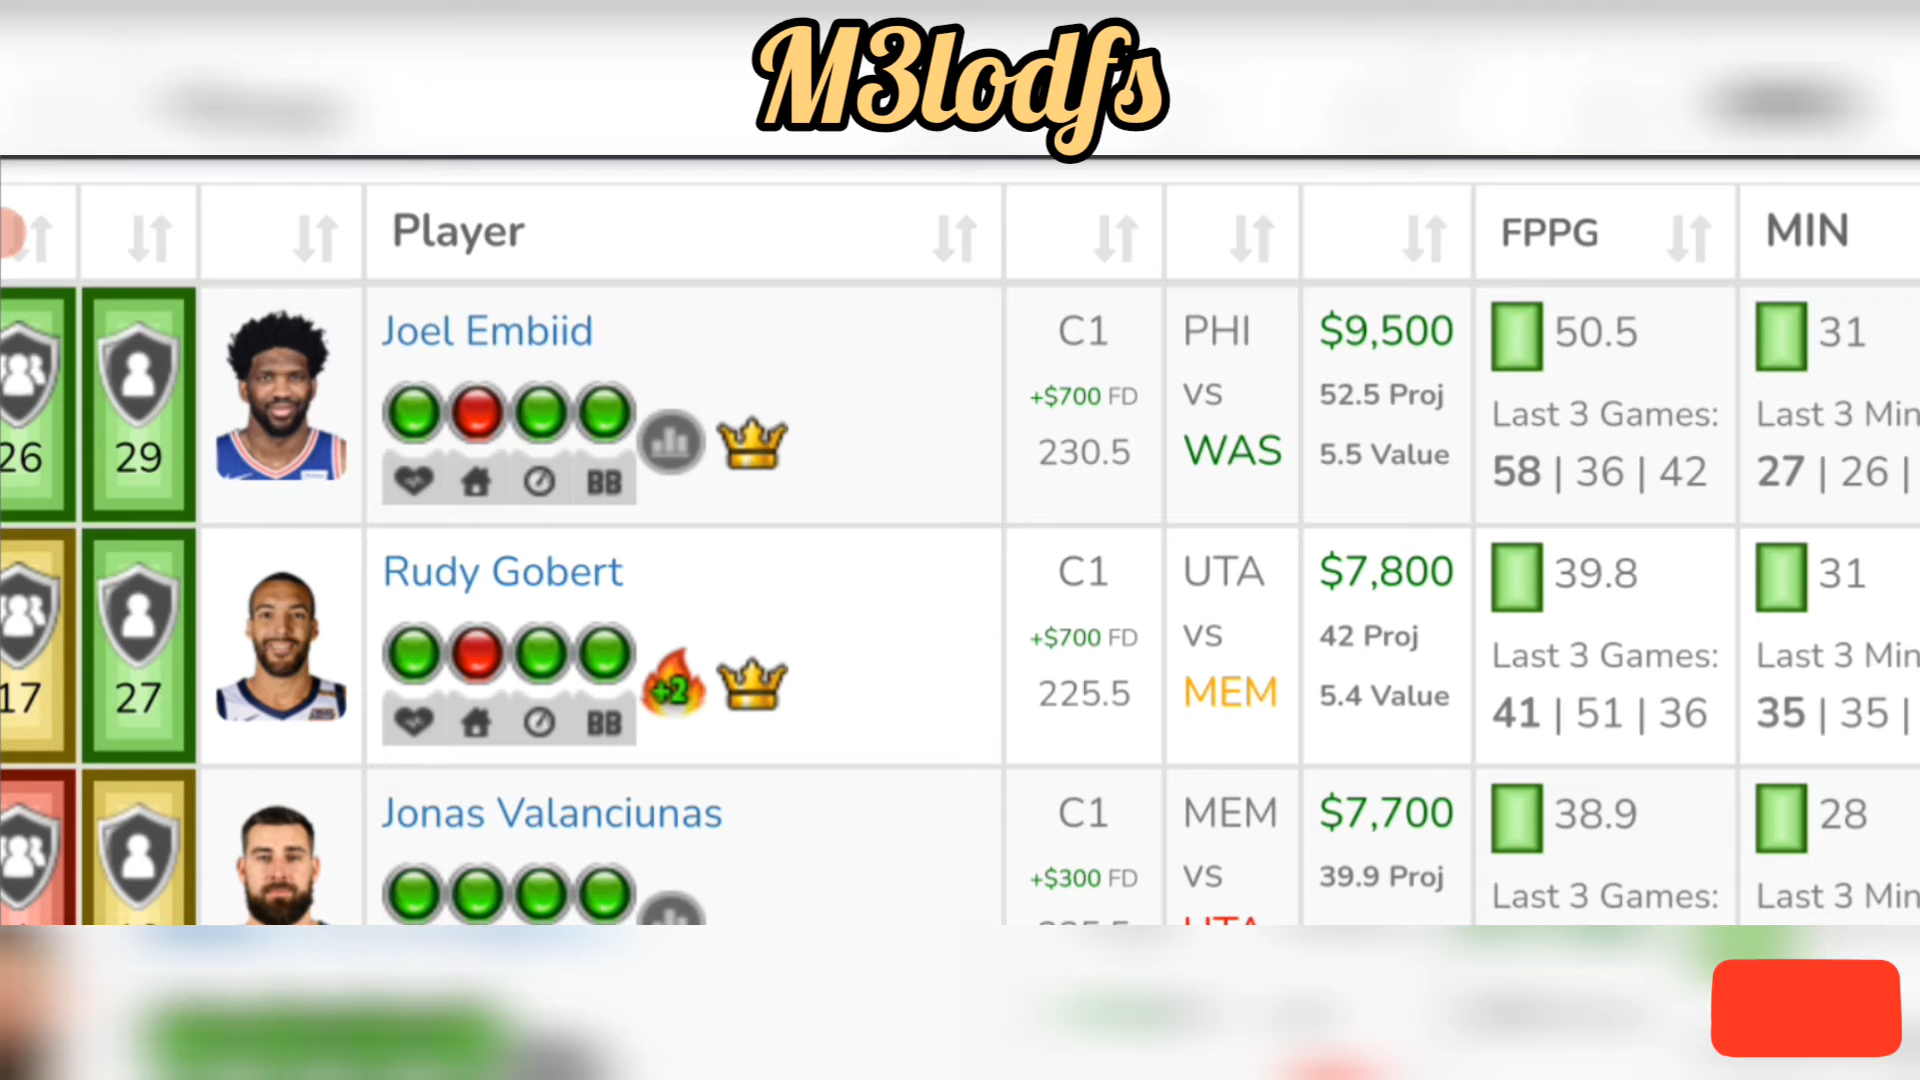 M3lodfs
Player FPPG MIN
26 29 Joel Embiid C1 PHI $9,500 50.5 31
+$700 FD VS 52.5 Proj Last 3 Games: Last 3 Min
230.5 WAS 5.5 Value 58 | 36 | 42 27 | 26 |
BB
17 27 Rudy Gobert C1 UTA $7,800 39.8 31
+2 +$700 FD VS 42 Proj Last 3 Games: Last 3 Min
225.5 MEM 5.4 Value 41 | 51 | 36 35 | 35 |
BB
Jonas Valanciunas C1 MEM $7,700 38.9 28
+$300 FD VS 39.9 Proj Last 3 Games: Last 3 Min
UTA